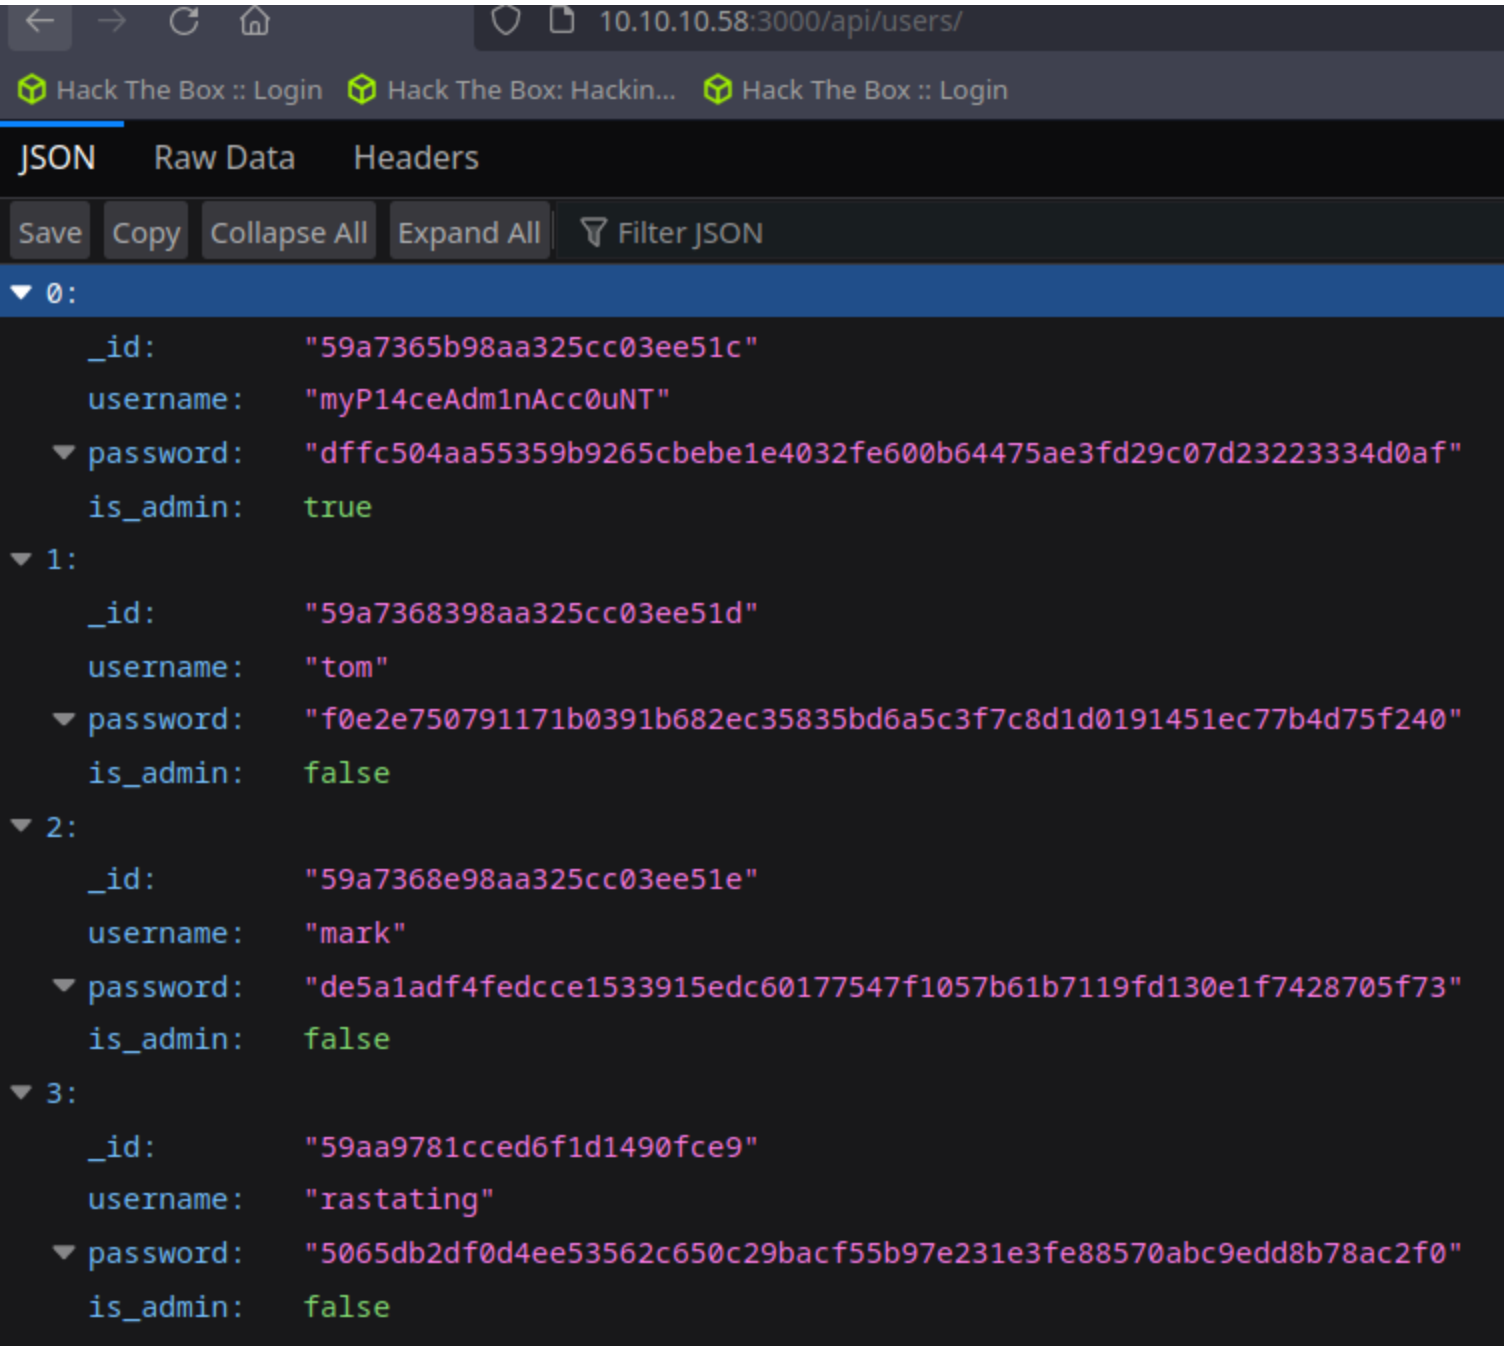 10.10.10.58:3000/api/users/
Hack The Box :: Login Hack The Box: Hackin... Hack The Box :: Login
JSON Raw Data Headers
Save Copy Collapse All Expand All Filter JSON
0:
_id: "59a7365b98aa325cc03ee51c"
username: "myP14ceAdm1nAcc0uNT"
password: "dffc504aa55359b9265cbebe1e4032fe600b64475ae3fd29c07d23223334d0af"
is_admin: true
1:
_id: "59a7368398aa325cc03ee51d"
username: "tom"
password: "f0e2e750791171b0391b682ec35835bd6a5c3f7c8d1d0191451ec77b4d75f240"
is_admin: false
2:
_id: "59a7368e98aa325cc03ee51e"
username: "mark"
password: "de5a1adf4fedcce1533915edc60177547f1057b61b7119fd130e1f7428705f73"
is_admin: false
3:
_id: "59aa9781cced6f1d1490fce9"
username: "rastating"
password: "5065db2df0d4ee53562c650c29bacf55b97e231e3fe88570abc9edd8b78ac2f0"
is_admin: false